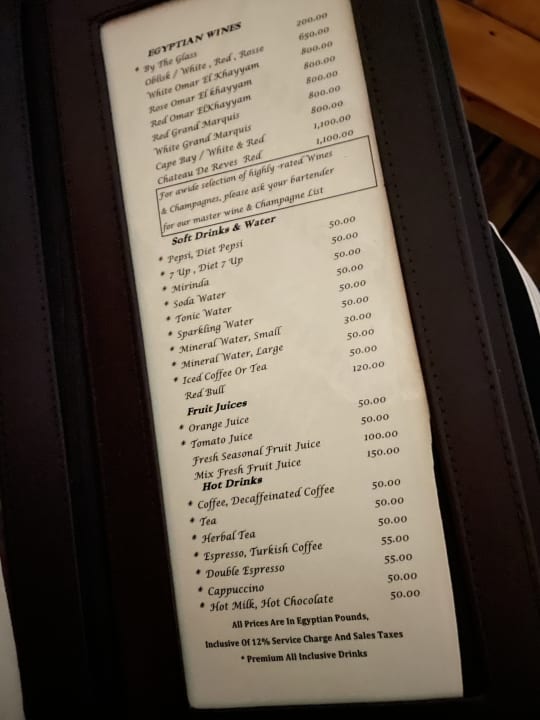 EGYPTIAN WINES
* By The Glass 200.00
Oblisk / White , Red , Rosse 650.00
White Omar El Khayyam 800.00
Rose Omar El khayyam 800.00
Red Omar ElKhayyam 800.00
Red Grand Marquis 800.00
White Grand Marquis 800.00
Cape Bay / White & Red 1,100.00
Chateau De Reves Red 1,100.00
For awide selection of highly -rated Wines
& Champagnes, please ask your bartender
for our master wine & Champagne List
Soft Drinks & Water
* Pepsi, Diet Pepsi 50.00
* 7 Up , Diet 7 Up 50.00
* Mirinda 50.00
* Soda Water 50.00
* Tonic Water 50.00
* Sparkling Water 50.00
* Mineral Water, Small 30.00
* Mineral Water, Large 50.00
* Iced Coffee Or Tea 50.00
Red Bull 120.00
Fruit Juices
* Orange Juice 50.00
* Tomato Juice 50.00
Fresh Seasonal Fruit Juice 100.00
Mix Fresh Fruit Juice 150.00
Hot Drinks
* Coffee, Decaffeinated Coffee 50.00
* Tea 50.00
* Herbal Tea 50.00
* Espresso, Turkish Coffee 55.00
* Double Espresso 55.00
* Cappuccino 50.00
* Hot Milk, Hot Chocolate 50.00
All Prices Are In Egyptian Pounds,
Inclusive Of 12% Service Charge And Sales Taxes
* Premium All Inclusive Drinks